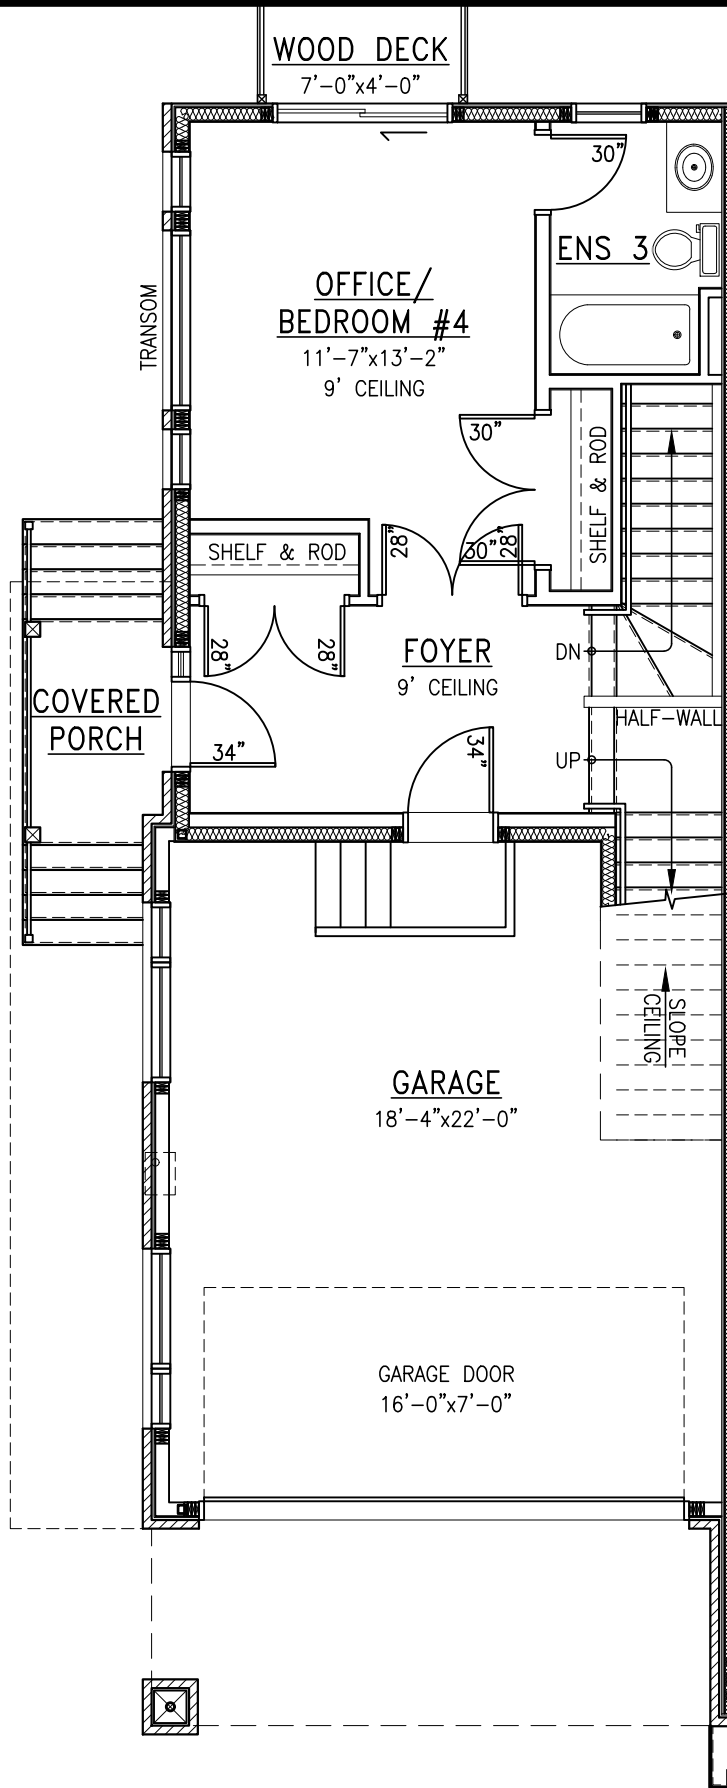 WOOD DECK
7'-0"x4'-0"
30"
ENS 3
OFFICE/
BEDROOM #4
11'-7"x13'-2"
9' CEILING
TRANSOM
30"
SHELF & ROD
30"
28"
28"
SHELF & ROD
28"
28"
FOYER
9' CEILING
DN
COVERED
PORCH
HALF-WALL
34"
34"
UP
SLOPE
CEILING
GARAGE
18'-4"x22'-0"
GARAGE DOOR
16'-0"x7'-0"